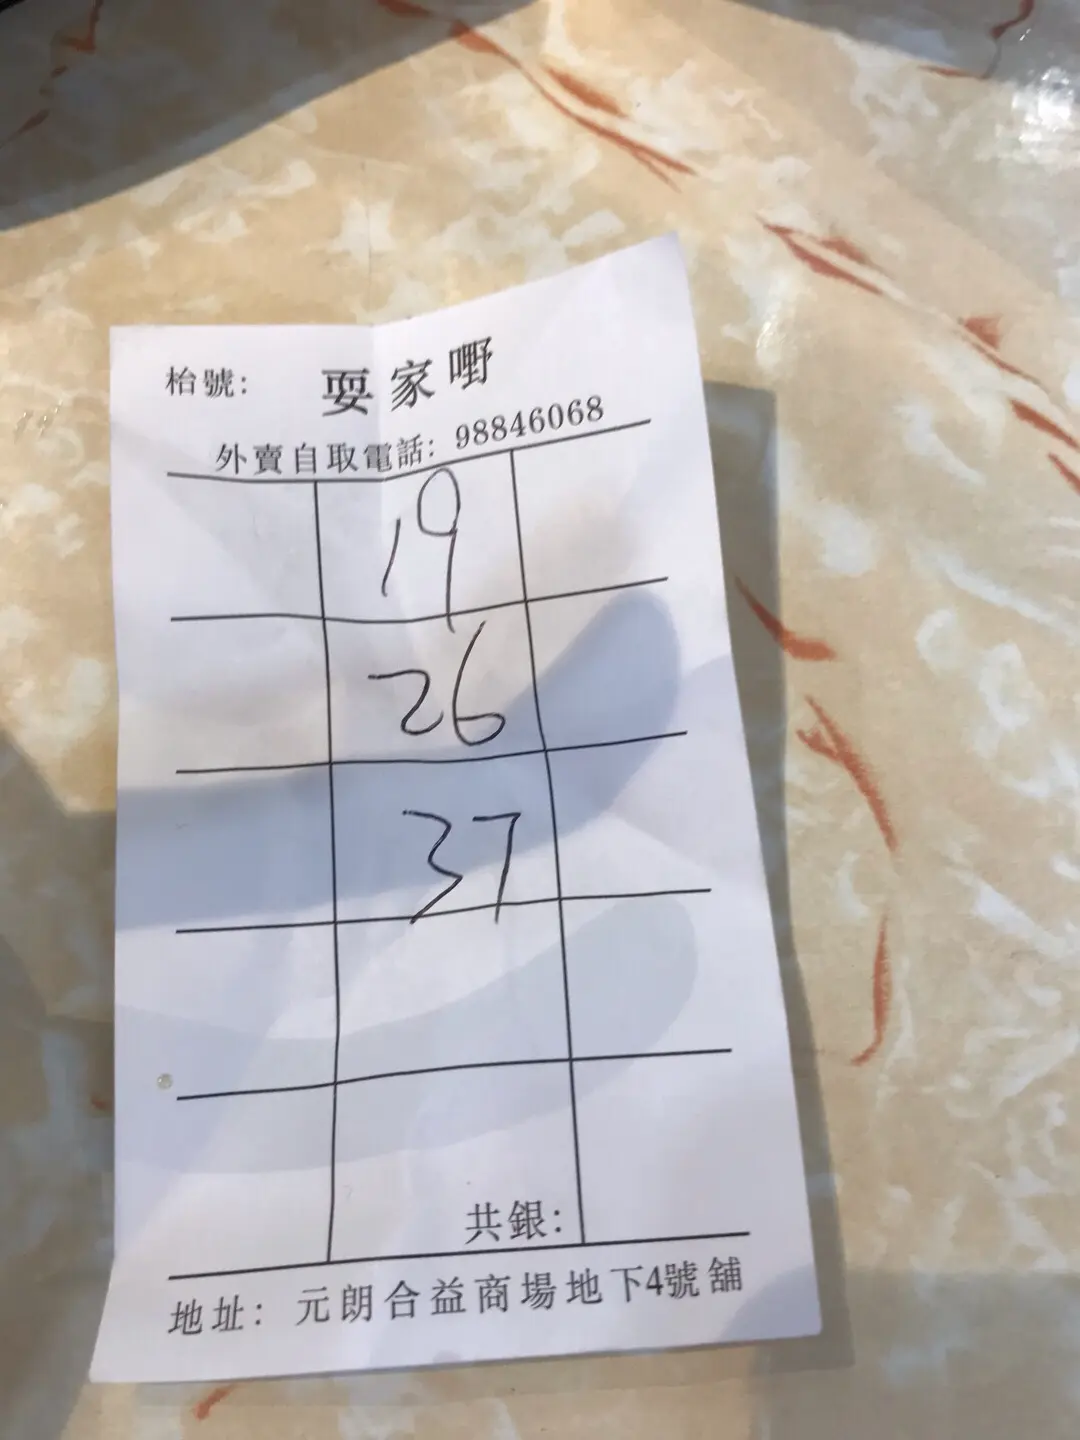 枱號: 耍家嘢
外賣自取電話: 98846068
19
26
37
共銀:
地址: 元朗合益商場地下4號舖